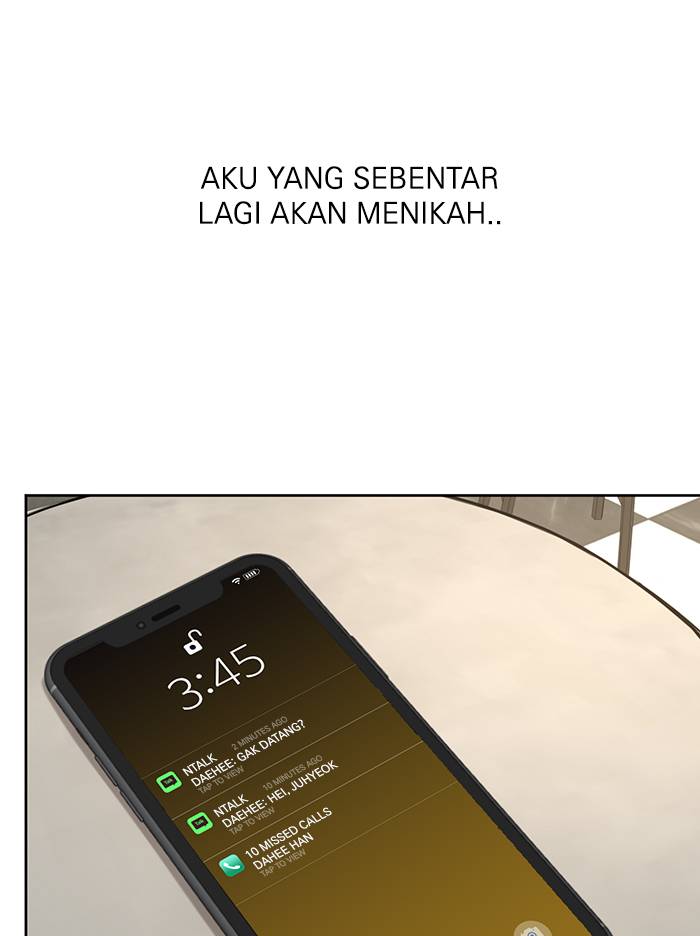 AKU YANG SEBENTAR
LAGI AKAN MENIKAH..
3:45
NTALK 2 MINUTES AGO
DAEHEE: GAK DATANG?
TAP TO VIEW
NTALK 10 MINUTES AGO
DAEHEE: HEI, JUHYEOK
TAP TO VIEW
10 MISSED CALLS
DAHEE HAN
TAP TO VIEW